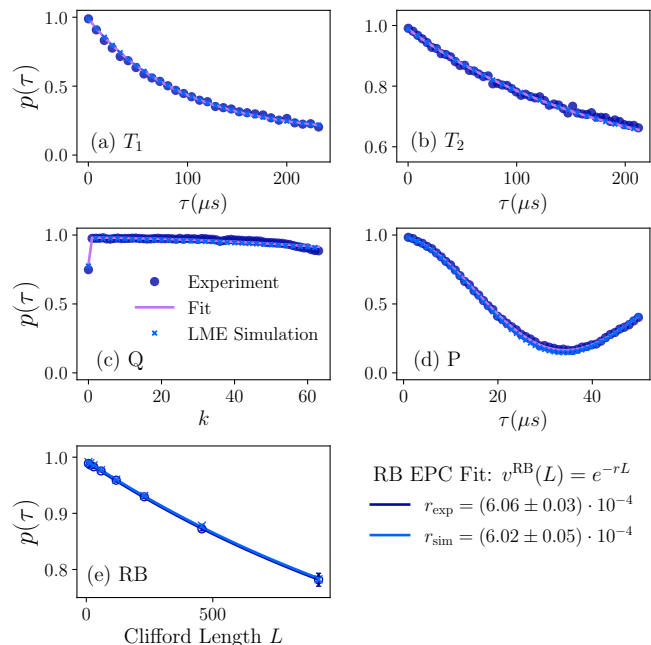 1.0
0.5
0.0
p(τ)
(a) T₁
0 100 200
τ(μs)
1.0
0.8
0.6
(b) T₂
0 100 200
τ(μs)
1.0
0.5
0.0
p(τ)
Experiment
Fit
LME Simulation
(c) Q
0 20 40 60
k
1.0
0.5
0.0
(d) P
0 20 40
τ(μs)
1.0
0.9
0.8
p(τ)
(e) RB
0 500
Clifford Length L
RB EPC Fit: v^RB(L) = e^{−rL}
r_exp = (6.06 ± 0.03) · 10⁻⁴
r_sim = (6.02 ± 0.05) · 10⁻⁴